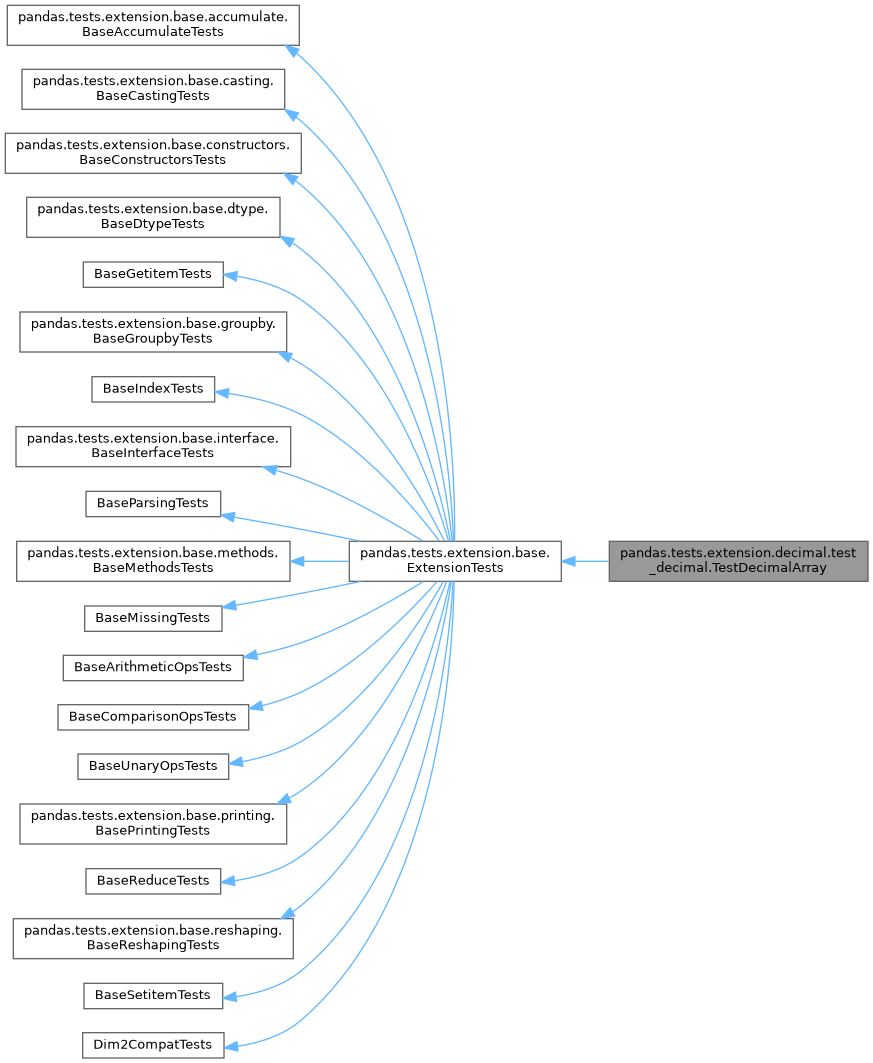 pandas.tests.extension.base.accumulate.
BaseAccumulateTests
pandas.tests.extension.base.casting.
BaseCastingTests
pandas.tests.extension.base.constructors.
BaseConstructorsTests
pandas.tests.extension.base.dtype.
BaseDtypeTests
BaseGetitemTests
pandas.tests.extension.base.groupby.
BaseGroupbyTests
BaseIndexTests
pandas.tests.extension.base.interface.
BaseInterfaceTests
BaseParsingTests
pandas.tests.extension.base.methods.
BaseMethodsTests
pandas.tests.extension.base.
ExtensionTests
pandas.tests.extension.decimal.test
_decimal.TestDecimalArray
BaseMissingTests
BaseArithmeticOpsTests
BaseComparisonOpsTests
BaseUnaryOpsTests
pandas.tests.extension.base.printing.
BasePrintingTests
BaseReduceTests
pandas.tests.extension.base.reshaping.
BaseReshapingTests
BaseSetitemTests
Dim2CompatTests